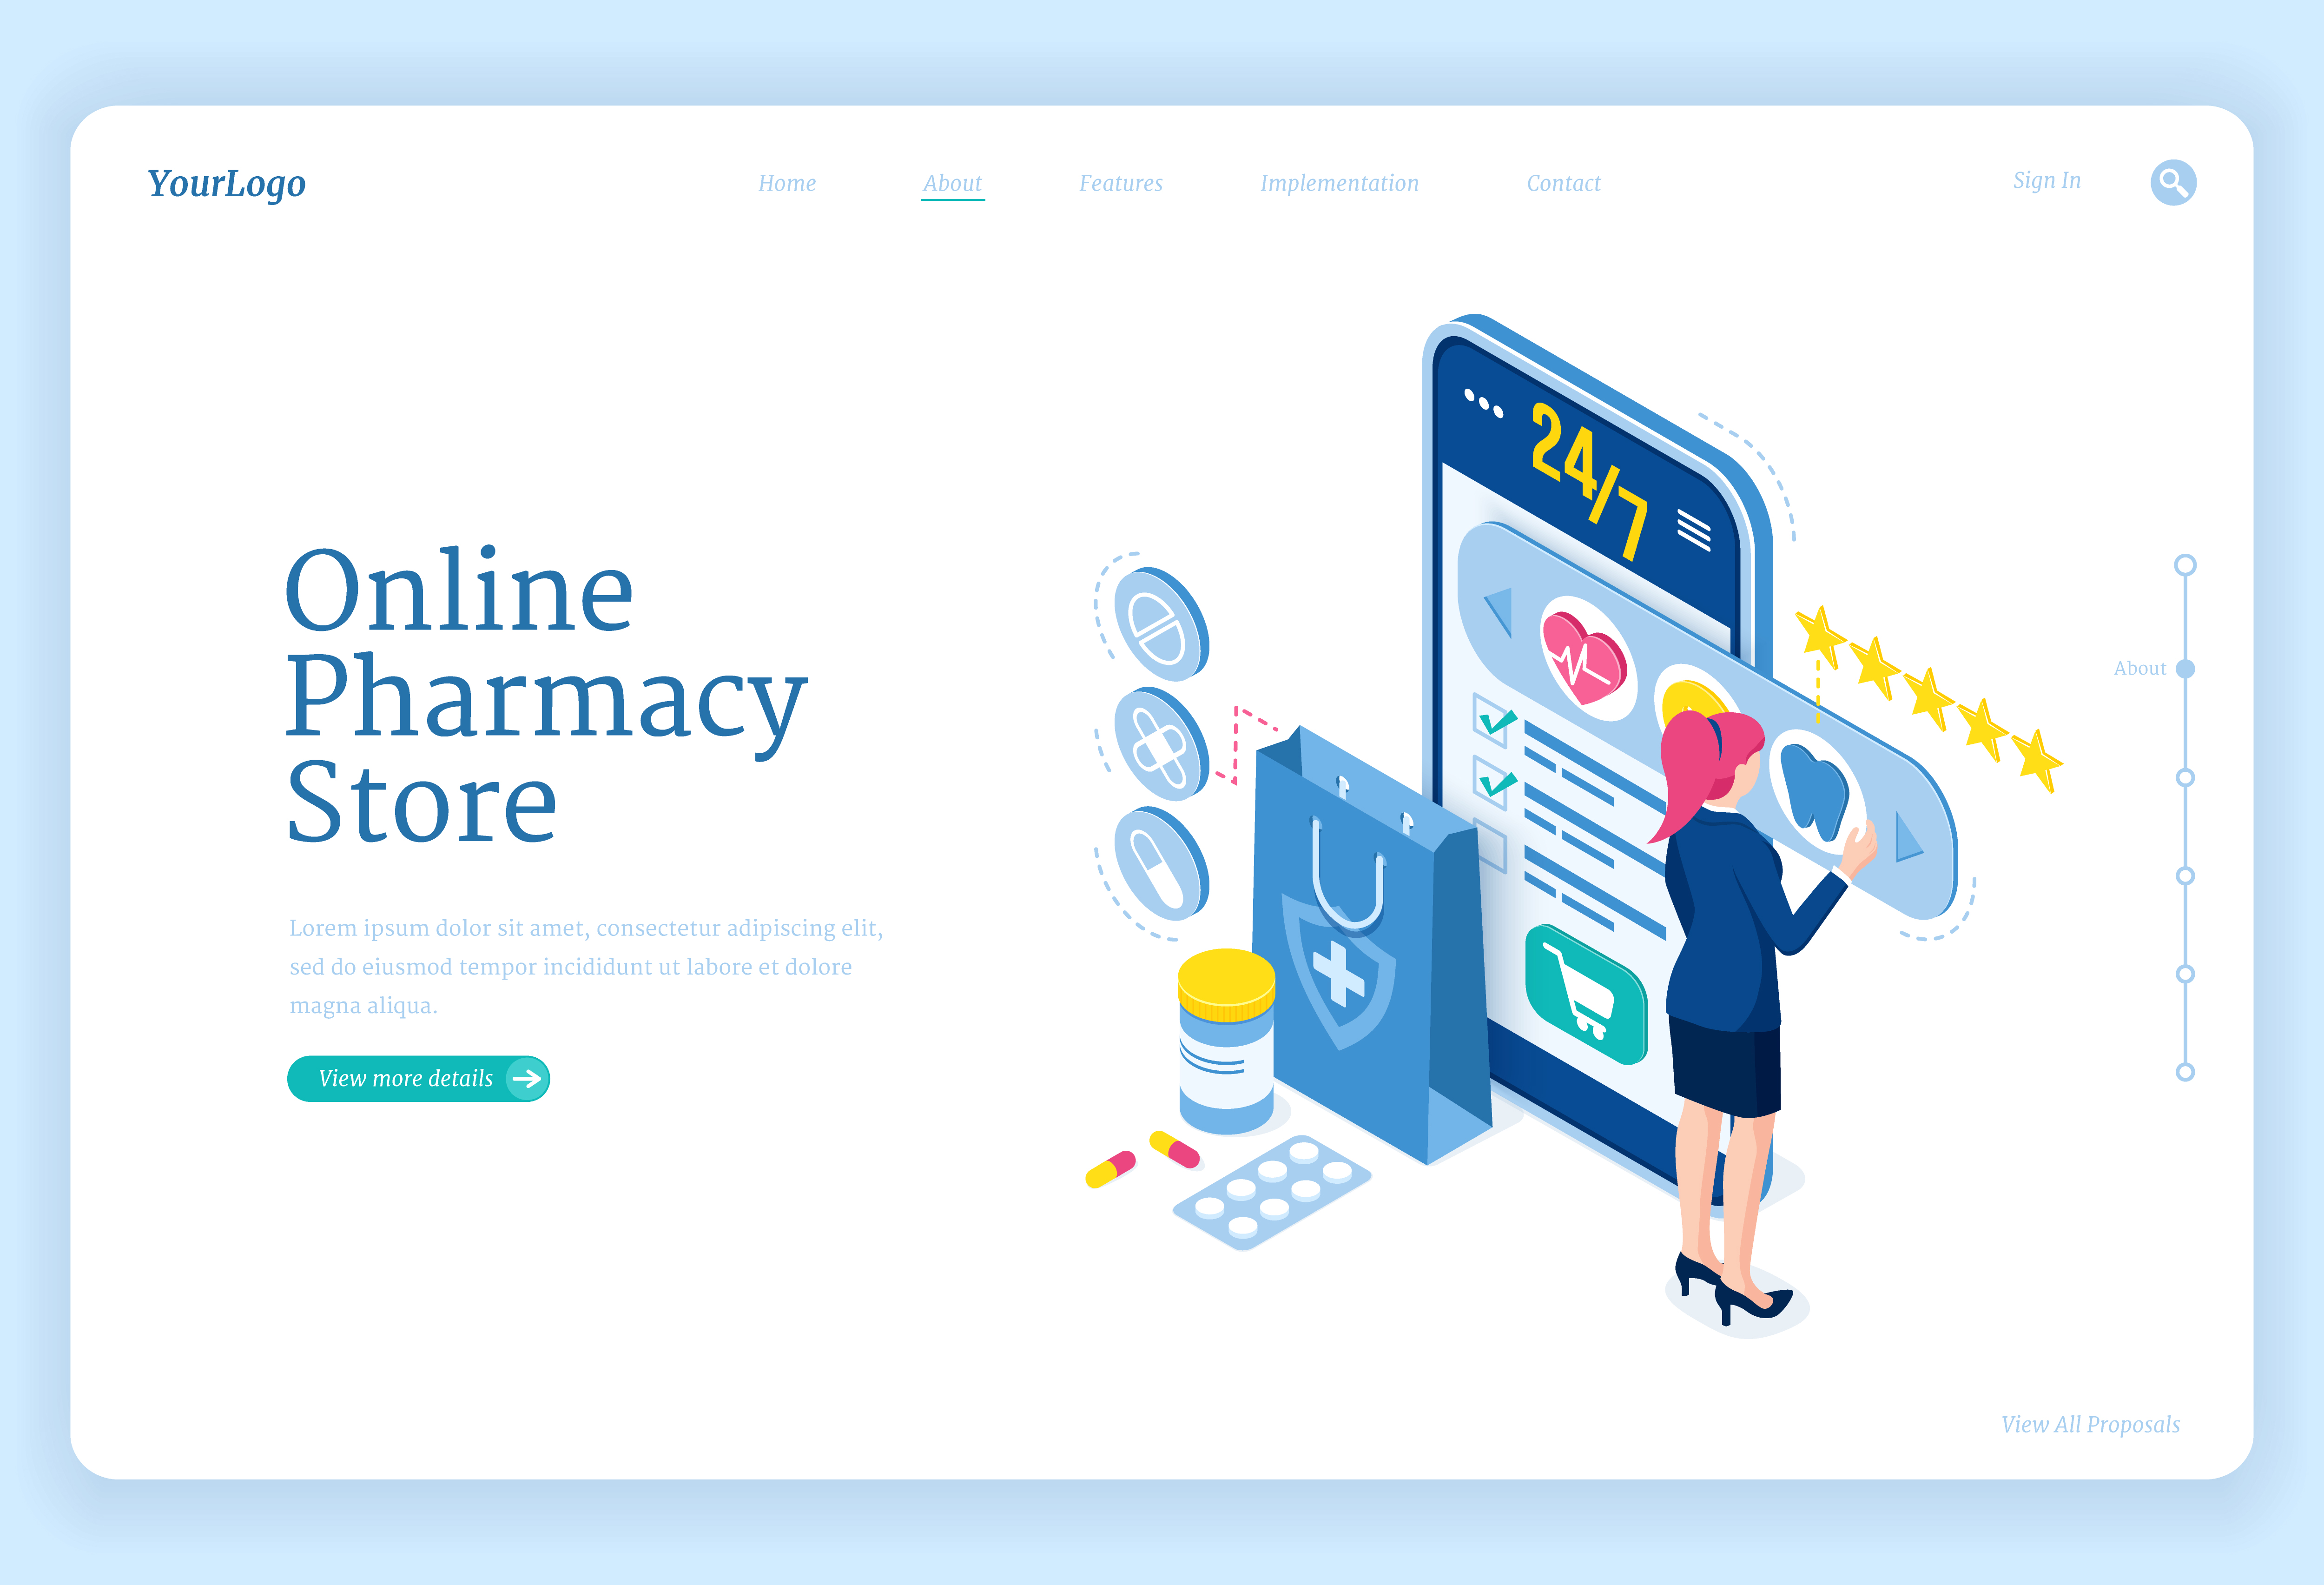 YourLogo
Home
About
Features
Implementation
Contact
Sign In
24/7
Online
Pharmacy
Store
About
Lorem ipsum dolor sit amet, consectetur adipiscing elit,
sed do eiusmod tempor incididunt ut labore et dolore
magna aliqua.
View more details
View All Proposals